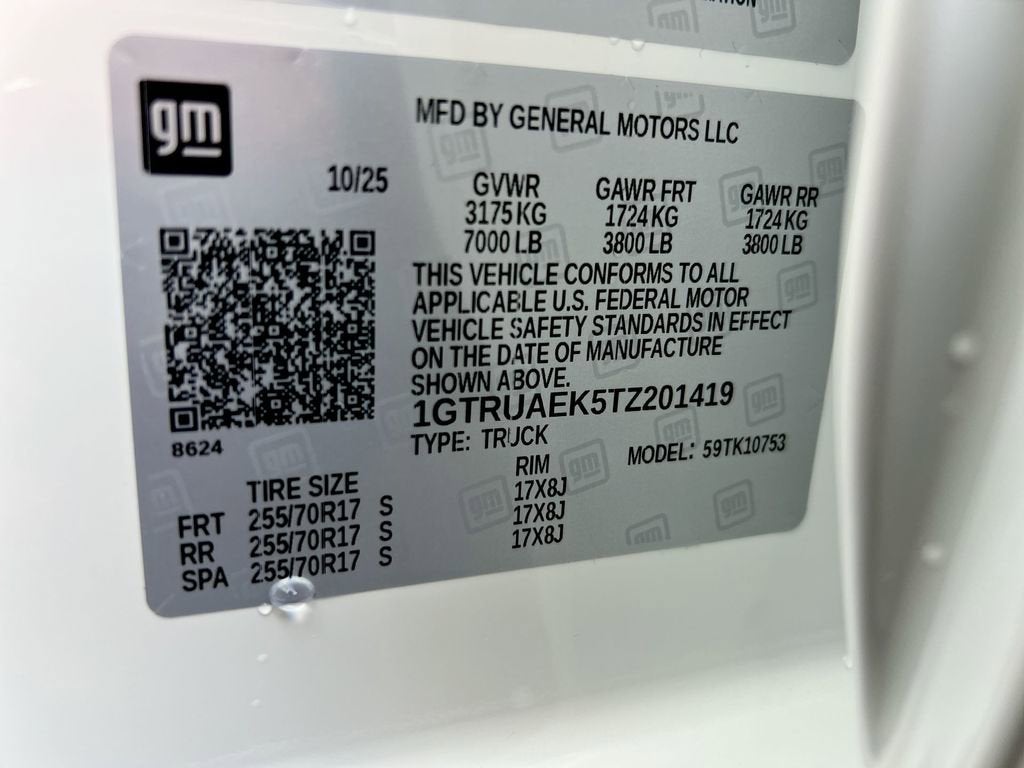 gm
MFD BY GENERAL MOTORS LLC
10/25
GVWR GAWR FRT GAWR RR
3175 KG 1724 KG 1724 KG
7000 LB 3800 LB 3800 LB
THIS VEHICLE CONFORMS TO ALL
APPLICABLE U.S. FEDERAL MOTOR
VEHICLE SAFETY STANDARDS IN EFFECT
ON THE DATE OF MANUFACTURE
SHOWN ABOVE.
1GTRUAEK5TZ201419
8624
TYPE: TRUCK MODEL: 59TK10753
TIRE SIZE RIM
FRT 255/70R17 S 17X8J
RR 255/70R17 S 17X8J
SPA 255/70R17 S 17X8J